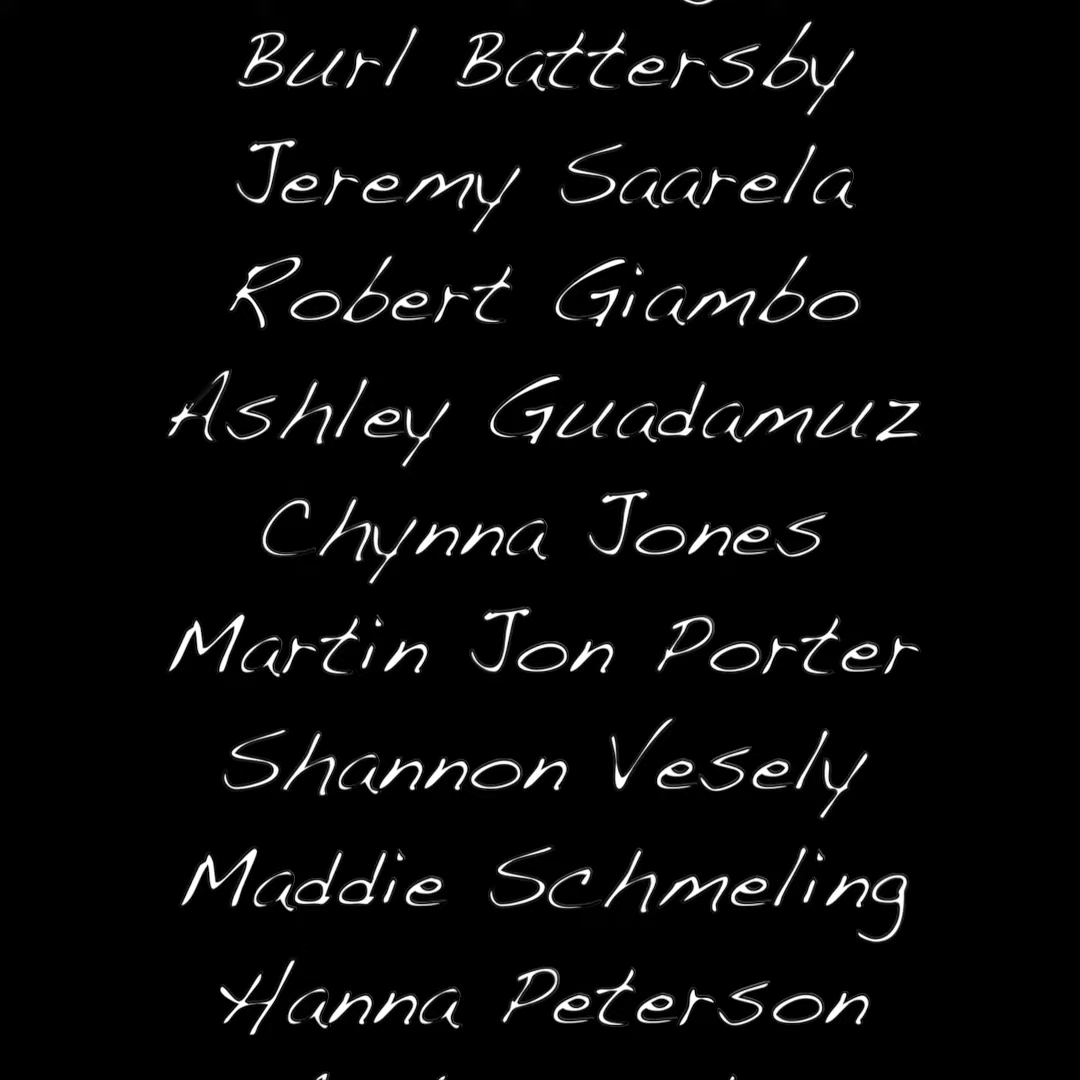 Burl Battersby
Jeremy Saarela
Robert Giambo
Ashley Guadamuz
Chynna Jones
Martin Jon Porter
Shannon Vesely
Maddie Schmeling
Hanna Peterson